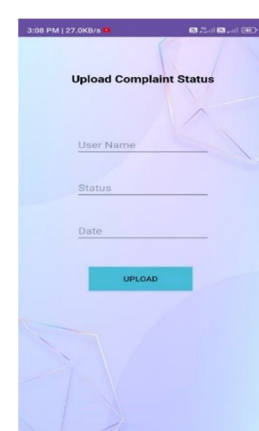 3:08 PM | 27.0KB/s
Upload Complaint Status
User Name
Status
Date
UPLOAD